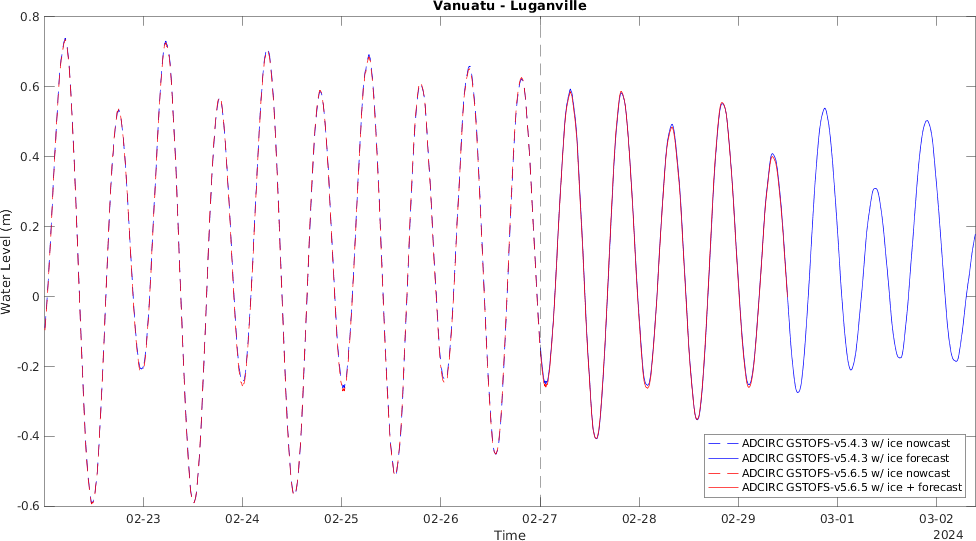 Vanuatu - Luganville
0.8
0.6
0.4
0.2
0
-0.2
-0.4
-0.6
Water Level (m)
ADCIRC GSTOFS-v5.4.3 w/ ice nowcast
ADCIRC GSTOFS-v5.4.3 w/ ice forecast
ADCIRC GSTOFS-v5.6.5 w/ ice nowcast
ADCIRC GSTOFS-v5.6.5 w/ ice + forecast
02-23 02-24 02-25 02-26 02-27 02-28 02-29 03-01 03-02
Time 2024